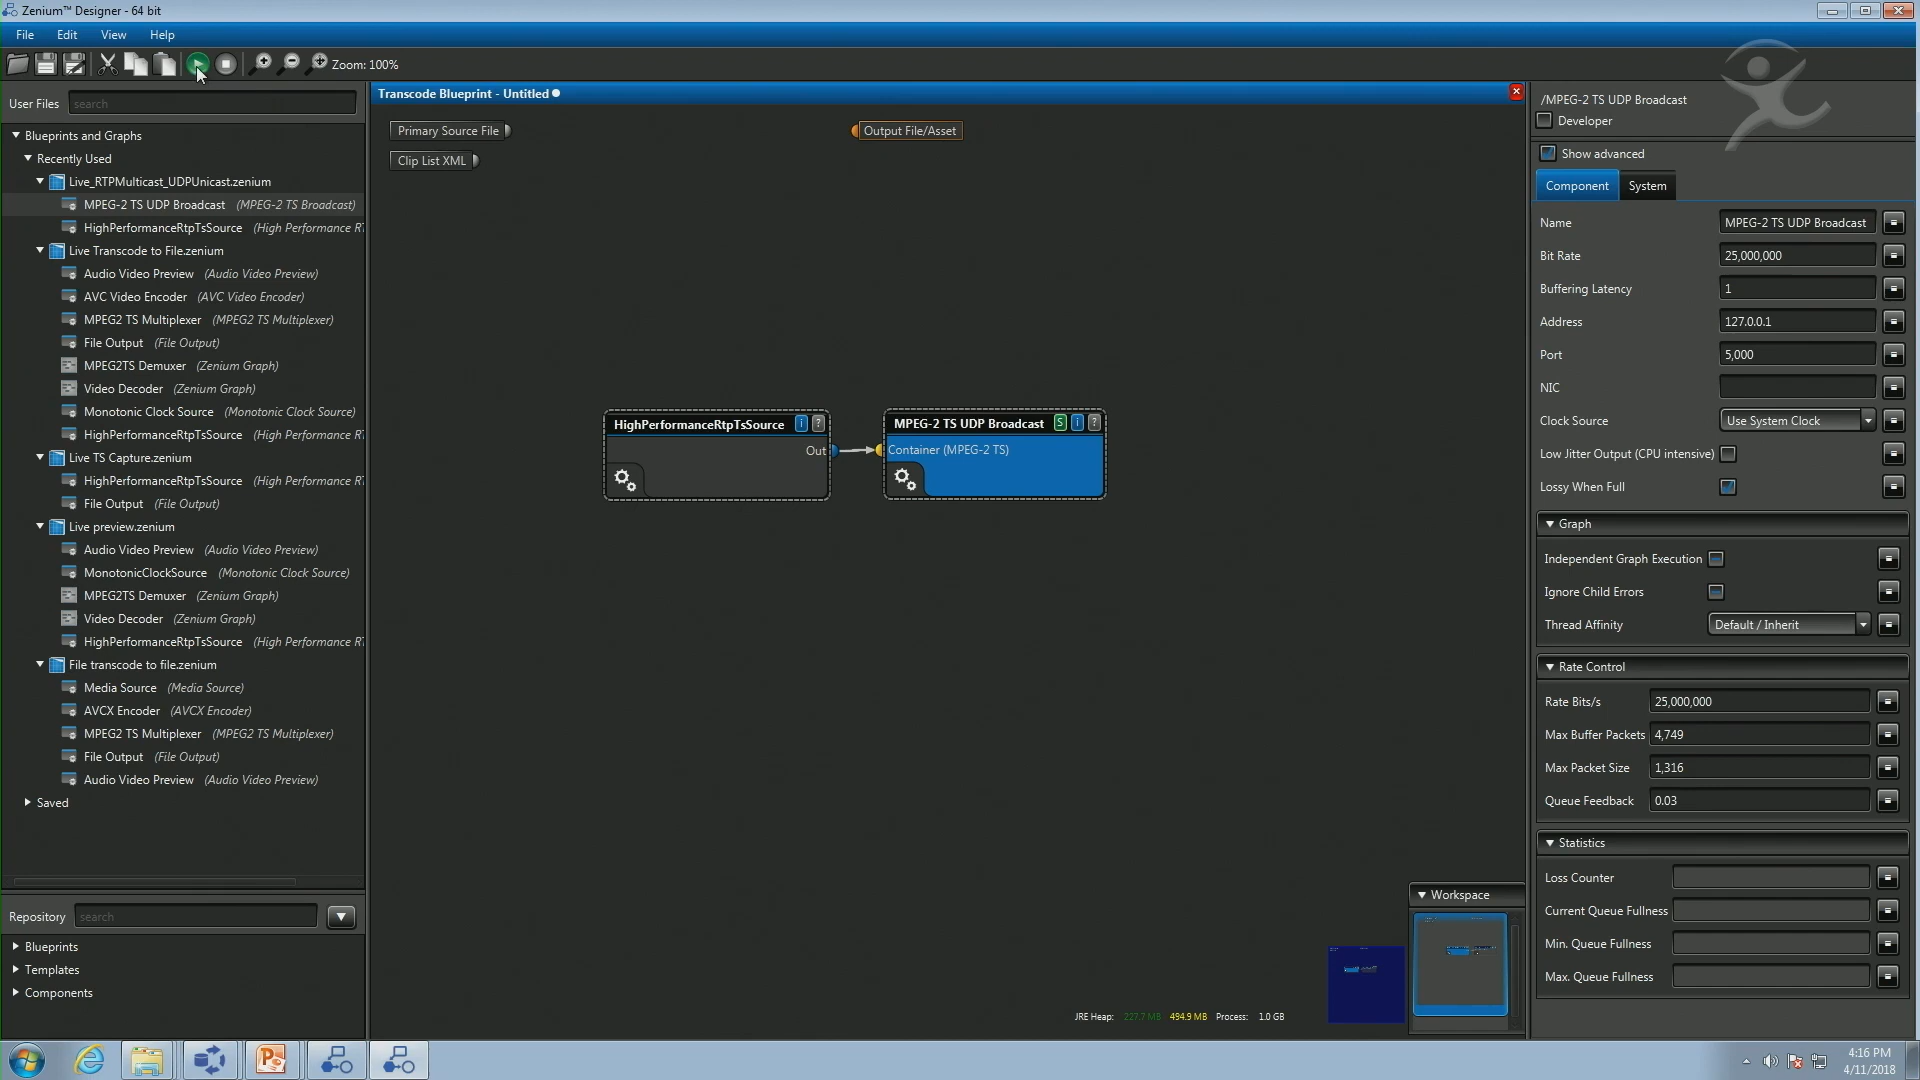 Zenium™ Designer - 64 bit
File Edit View Help
Zoom: 100%
User Files search
Blueprints and Graphs
Recently Used
Live_RTPMulticast_UDPUnicast.zenium
MPEG-2 TS UDP Broadcast (MPEG-2 TS Broadcast)
HighPerformanceRtpTsSource (High Performance RT
Live Transcode to File.zenium
Audio Video Preview (Audio Video Preview)
AVC Video Encoder (AVC Video Encoder)
MPEG2 TS Multiplexer (MPEG2 TS Multiplexer)
File Output (File Output)
MPEG2TS Demuxer (Zenium Graph)
Video Decoder (Zenium Graph)
Monotonic Clock Source (Monotonic Clock Source)
HighPerformanceRtpTsSource (High Performance RT
Live TS Capture.zenium
HighPerformanceRtpTsSource (High Performance RT
File Output (File Output)
Live preview.zenium
Audio Video Preview (Audio Video Preview)
MonotonicClockSource (Monotonic Clock Source)
MPEG2TS Demuxer (Zenium Graph)
Video Decoder (Zenium Graph)
HighPerformanceRtpTsSource (High Performance RT
File transcode to file.zenium
Media Source (Media Source)
AVCX Encoder (AVCX Encoder)
MPEG2 TS Multiplexer (MPEG2 TS Multiplexer)
File Output (File Output)
Audio Video Preview (Audio Video Preview)
Saved
Repository search
Blueprints
Templates
Components
Transcode Blueprint - Untitled
Primary Source File
Output File/Asset
Clip List XML
HighPerformanceRtpTsSource i ?
Out
MPEG-2 TS UDP Broadcast S i ?
Container (MPEG-2 TS)
Workspace
JRE Heap: 227.7 MB 494.9 MB Process: 1.0 GB
/MPEG-2 TS UDP Broadcast
Developer
Show advanced
Component System
Name MPEG-2 TS UDP Broadcast
Bit Rate 25,000,000
Buffering Latency 1
Address 127.0.0.1
Port 5,000
NIC
Clock Source Use System Clock
Low Jitter Output (CPU intensive)
Lossy When Full
Graph
Independent Graph Execution
Ignore Child Errors
Thread Affinity Default / Inherit
Rate Control
Rate Bits/s 25,000,000
Max Buffer Packets 4,749
Max Packet Size 1,316
Queue Feedback 0.03
Statistics
Loss Counter
Current Queue Fullness
Min. Queue Fullness
Max. Queue Fullness
4:16 PM
4/11/2018